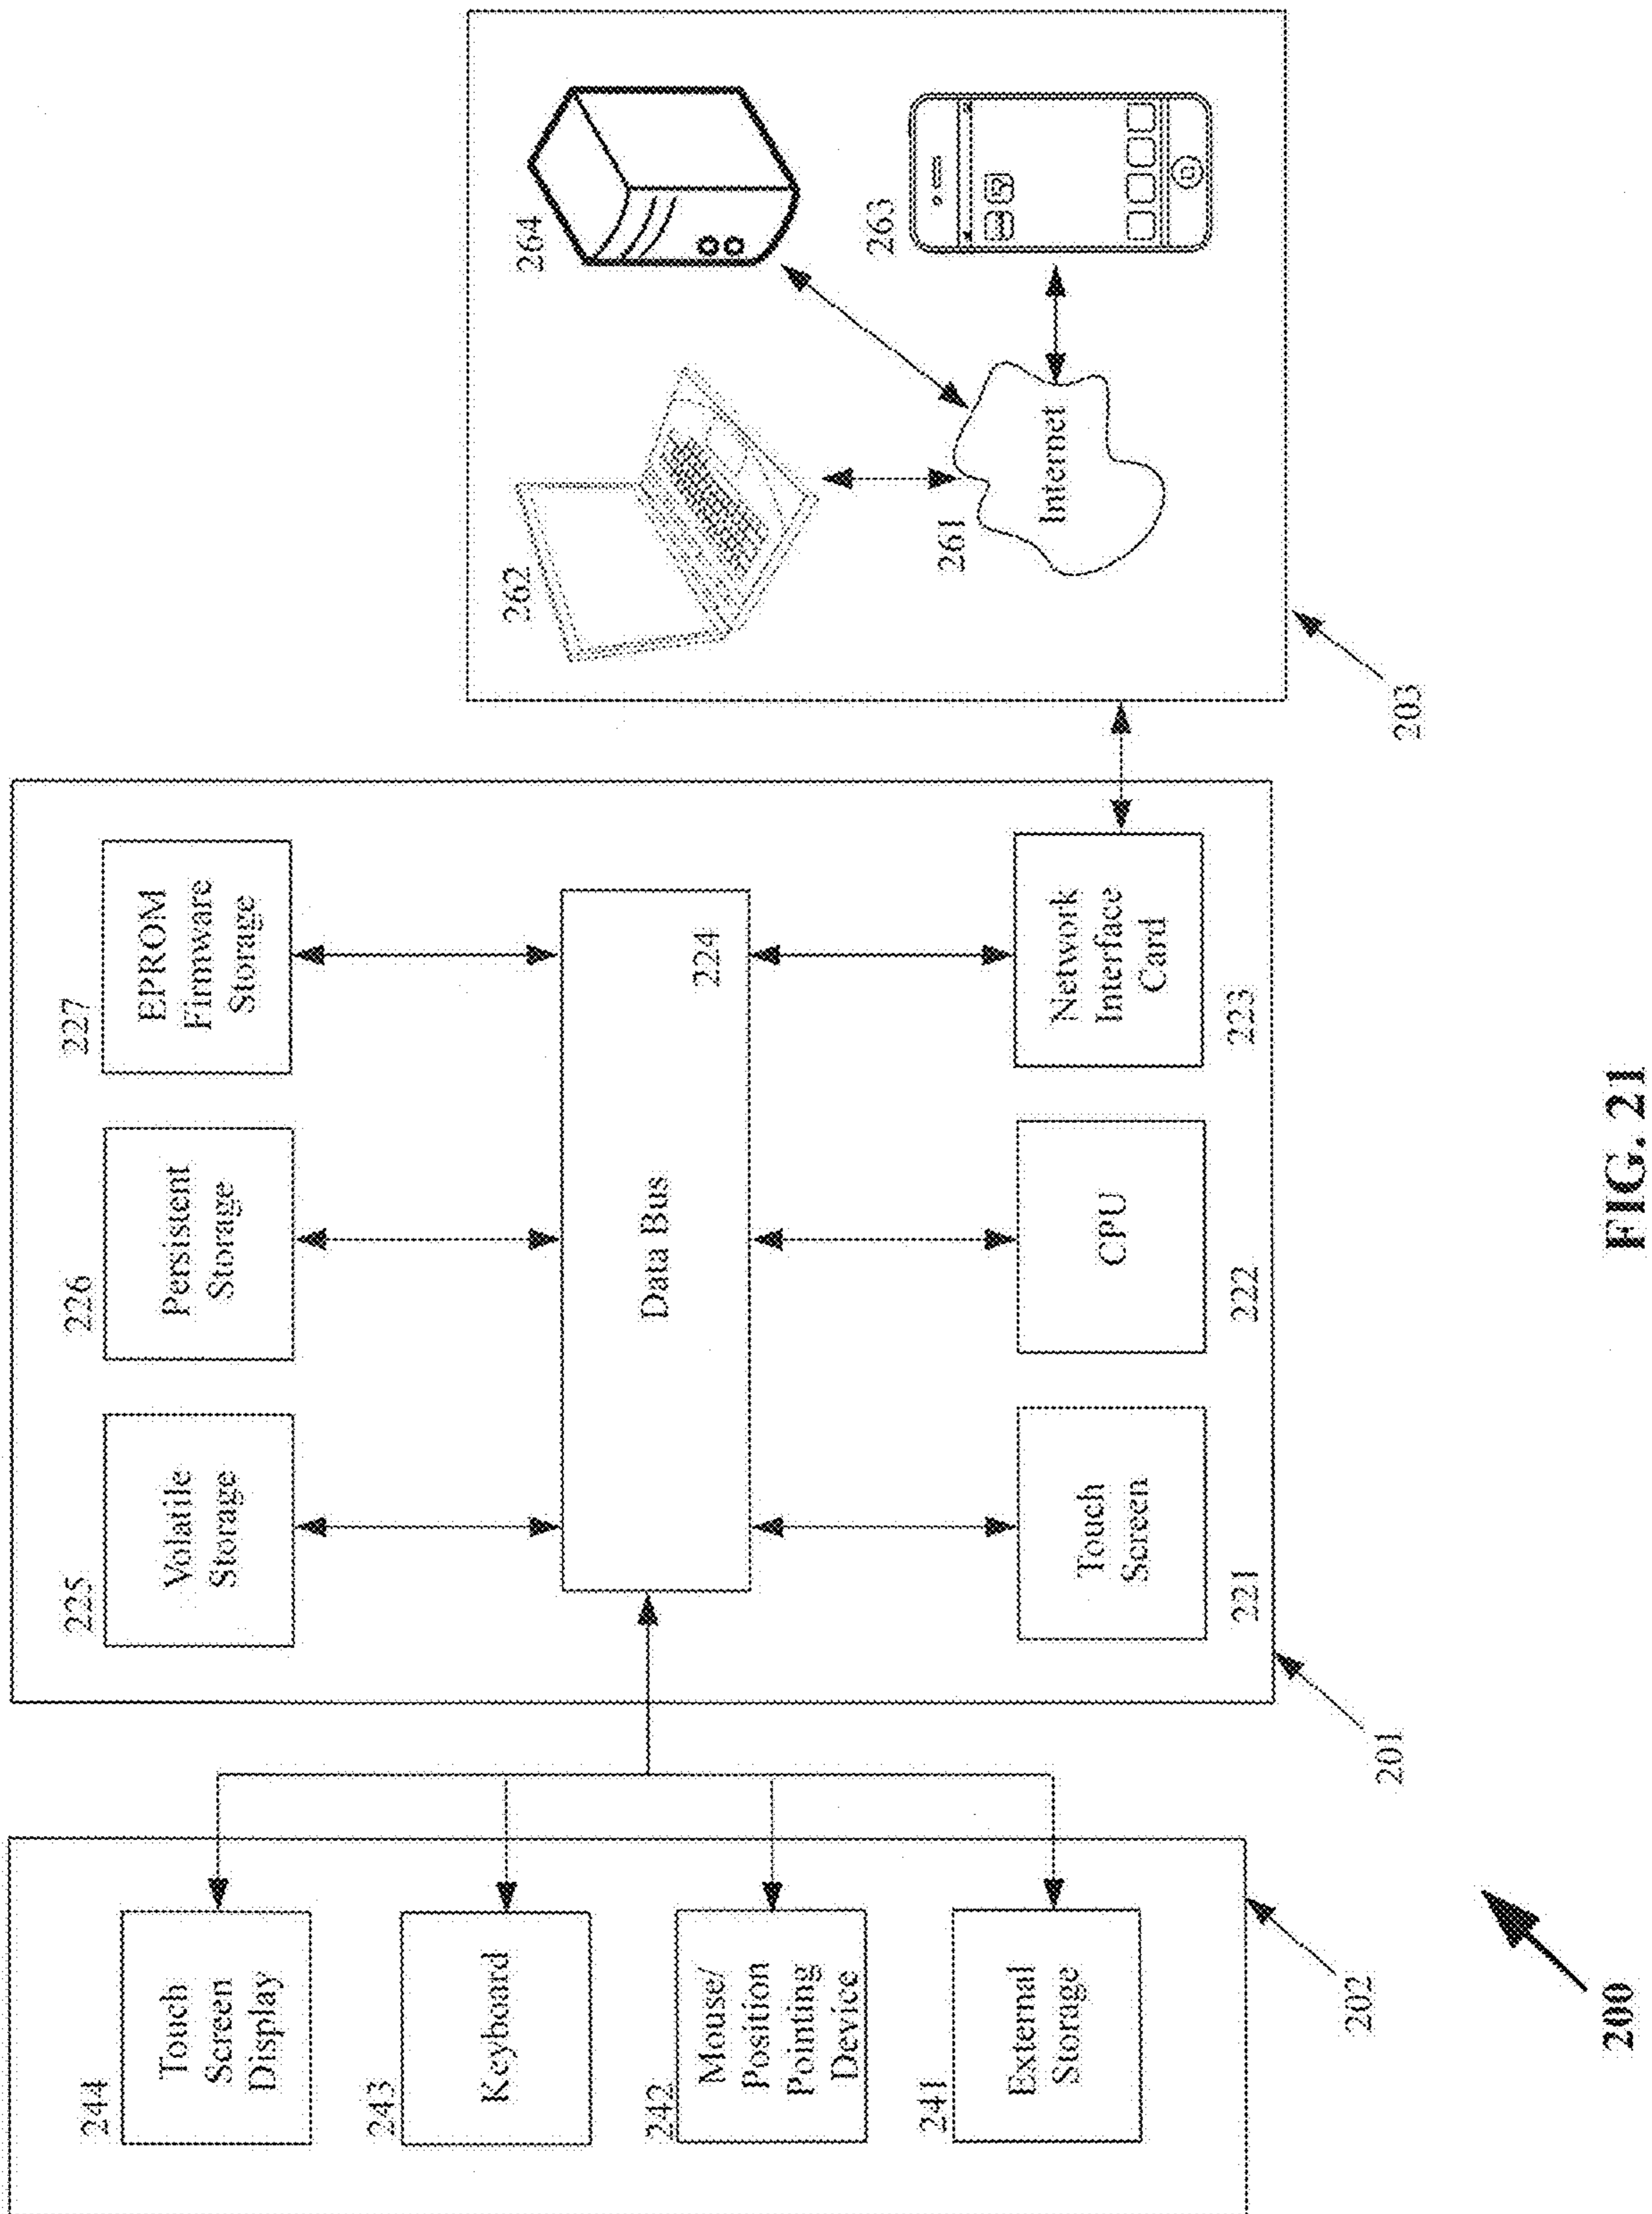 244
Touch
Screen
Display
243
Keyboard
242
Mouse/
Position
Pointing
Device
241
External
Storage
202
200
225
Volatile
Storage
226
Persistent
Storage
227
EPROM
Firmware
Storage
Data Bus
224
Touch
Screen
221
CPU
222
Network
Interface
Card
223
201
262
264
261
Internet
263
203
FIG. 21